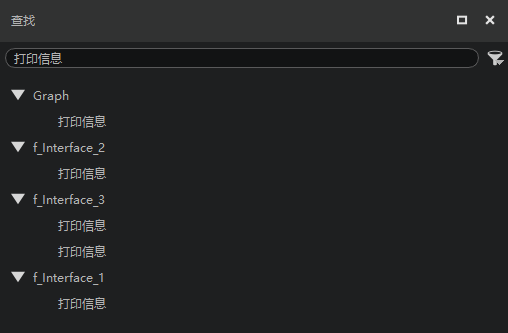 查找
打印信息
Graph
打印信息
f_Interface_2
打印信息
f_Interface_3
打印信息
打印信息
f_Interface_1
打印信息